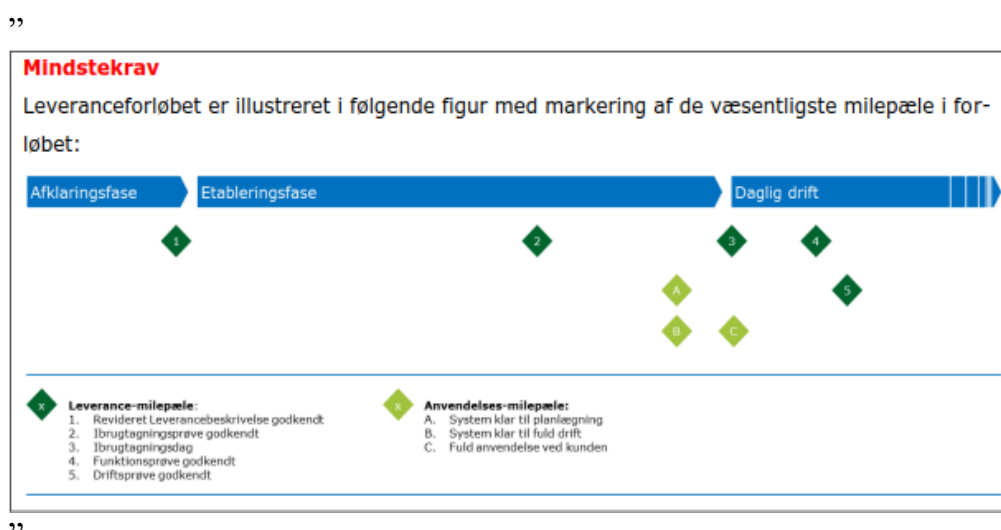 ”
Mindstekrav
Leveranceforløbet er illustreret i følgende figur med markering af de væsentligste milepæle i for-
løbet:
Afklaringsfase Etableringsfase Daglig drift
1 2 3 4
A 5
B C
x Leverance-milepæle:
1. Revideret Leverancebeskrivelse godkendt
2. Ibrugtagningsprøve godkendt
3. Ibrugtagningsdag
4. Funktionsprøve godkendt
5. Driftsprøve godkendt
x Anvendelses-milepæle:
A. System klar til planlægning
B. System klar til fuld drift
C. Fuld anvendelse ved kunden
”